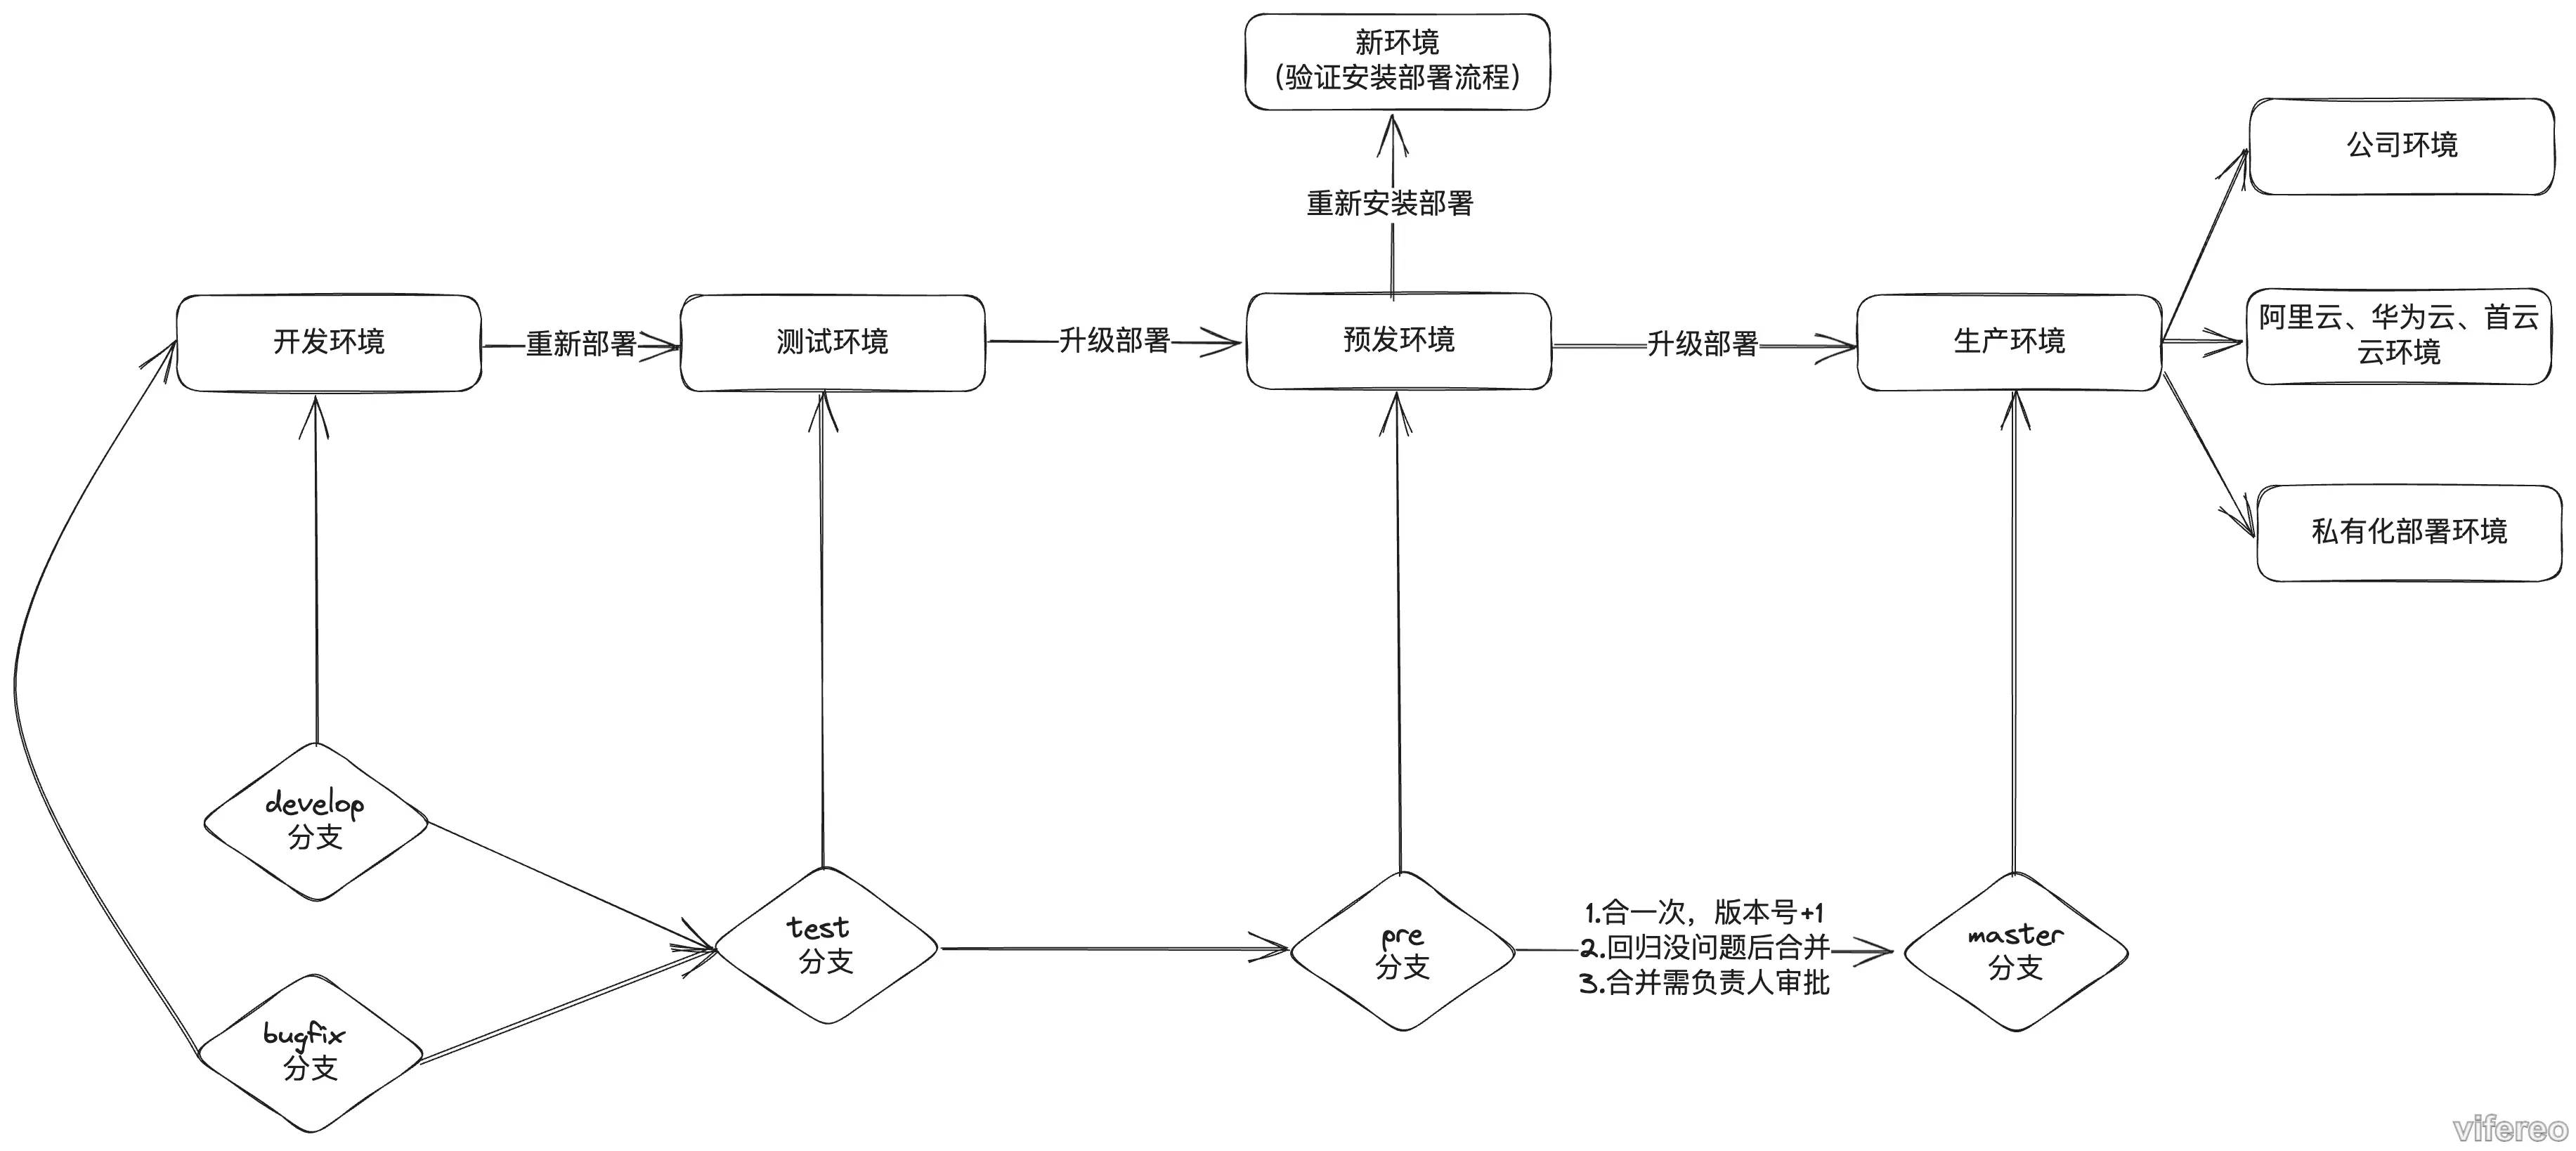 新环境
(验证安装部署流程)
公司环境
重新安装部署
开发环境
重新部署
测试环境
升级部署
预发环境
升级部署
生产环境
阿里云、华为云、首云
云环境
私有化部署环境
develop
分支
test
分支
pre
分支
1.合一次，版本号+1
2.回归没问题后合并
3.合并需负责人审批
master
分支
bugfix
分支
vifereo